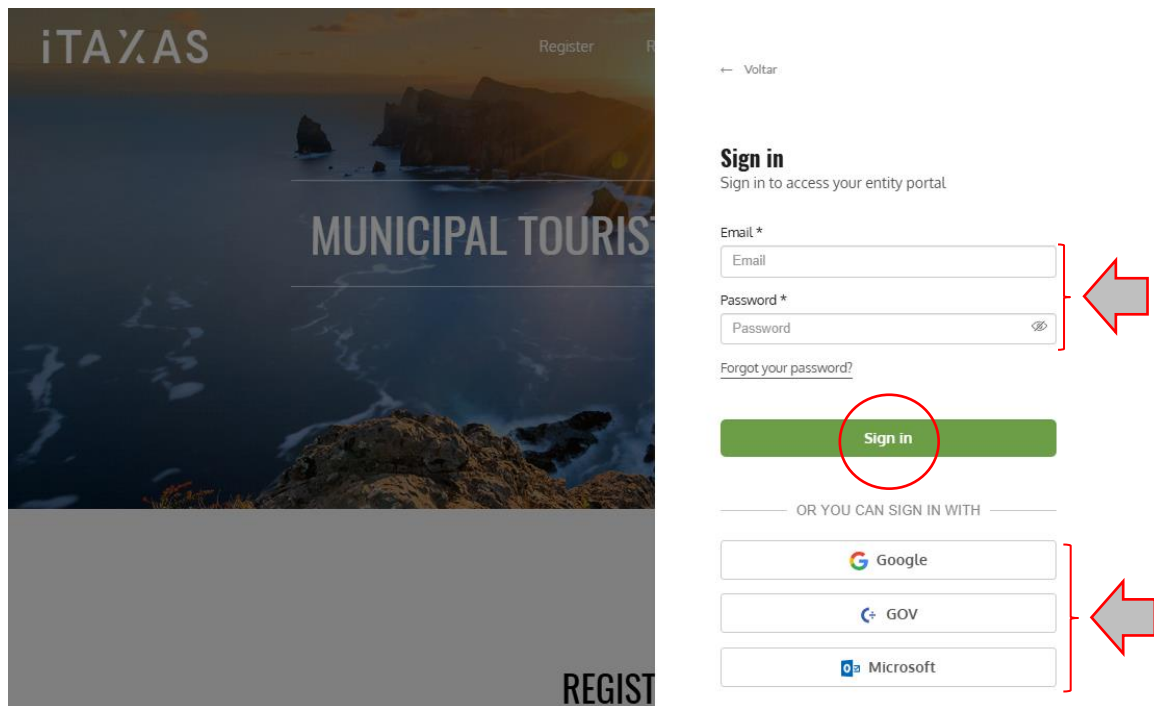 iTAXAS
Register R
← Voltar
MUNICIPAL TOURIS
Sign in
Sign in to access your entity portal
Email *
Email
Password *
Password
Forgot your password?
Sign in
OR YOU CAN SIGN IN WITH
Google
GOV
Microsoft
REGIST